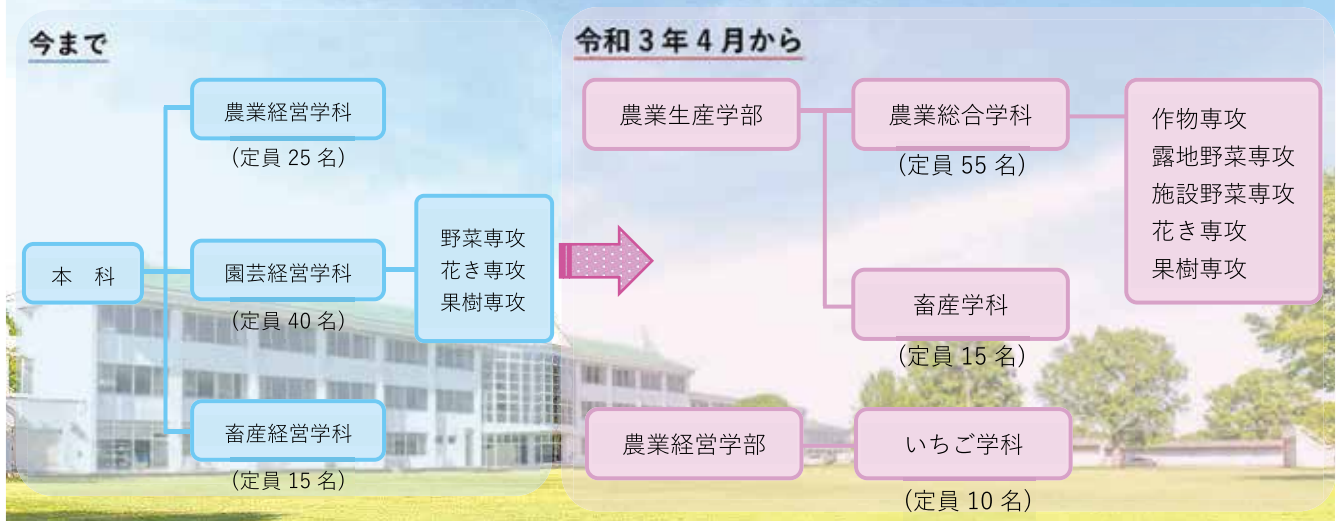 今まで
農業経営学科
(定員 25 名)
本 科
園芸経営学科
(定員 40 名)
野菜専攻
花き専攻
果樹専攻
畜産経営学科
(定員 15 名)
令和 3 年 4 月から
農業生産学部
農業総合学科
(定員 55 名)
作物専攻
露地野菜専攻
施設野菜専攻
花き専攻
果樹専攻
畜産学科
(定員 15 名)
農業経営学部
いちご学科
(定員 10 名)